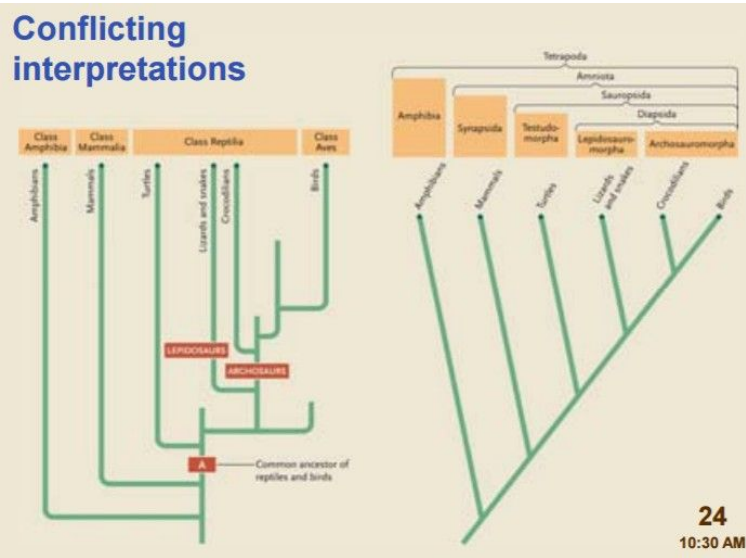 Conflicting
interpretations
Class
Amphibia
Class
Mammalia
Class Reptilia
Class
Aves
Amphibians
Mammals
Turtles
Lizards and snakes
Crocodilians
Birds
LEPIDOSAURS
ARCHOSAURS
A
Common ancestor of
reptiles and birds
Tetrapoda
Amniota
Sauropsida
Diapsida
Amphibia
Synapsida
Testudo-
morpha
Lepidosauro-
morpha
Archosauromorpha
Amphibians
Mammals
Turtles
Lizards
and snakes
Crocodilians
Birds
24
10:30 AM